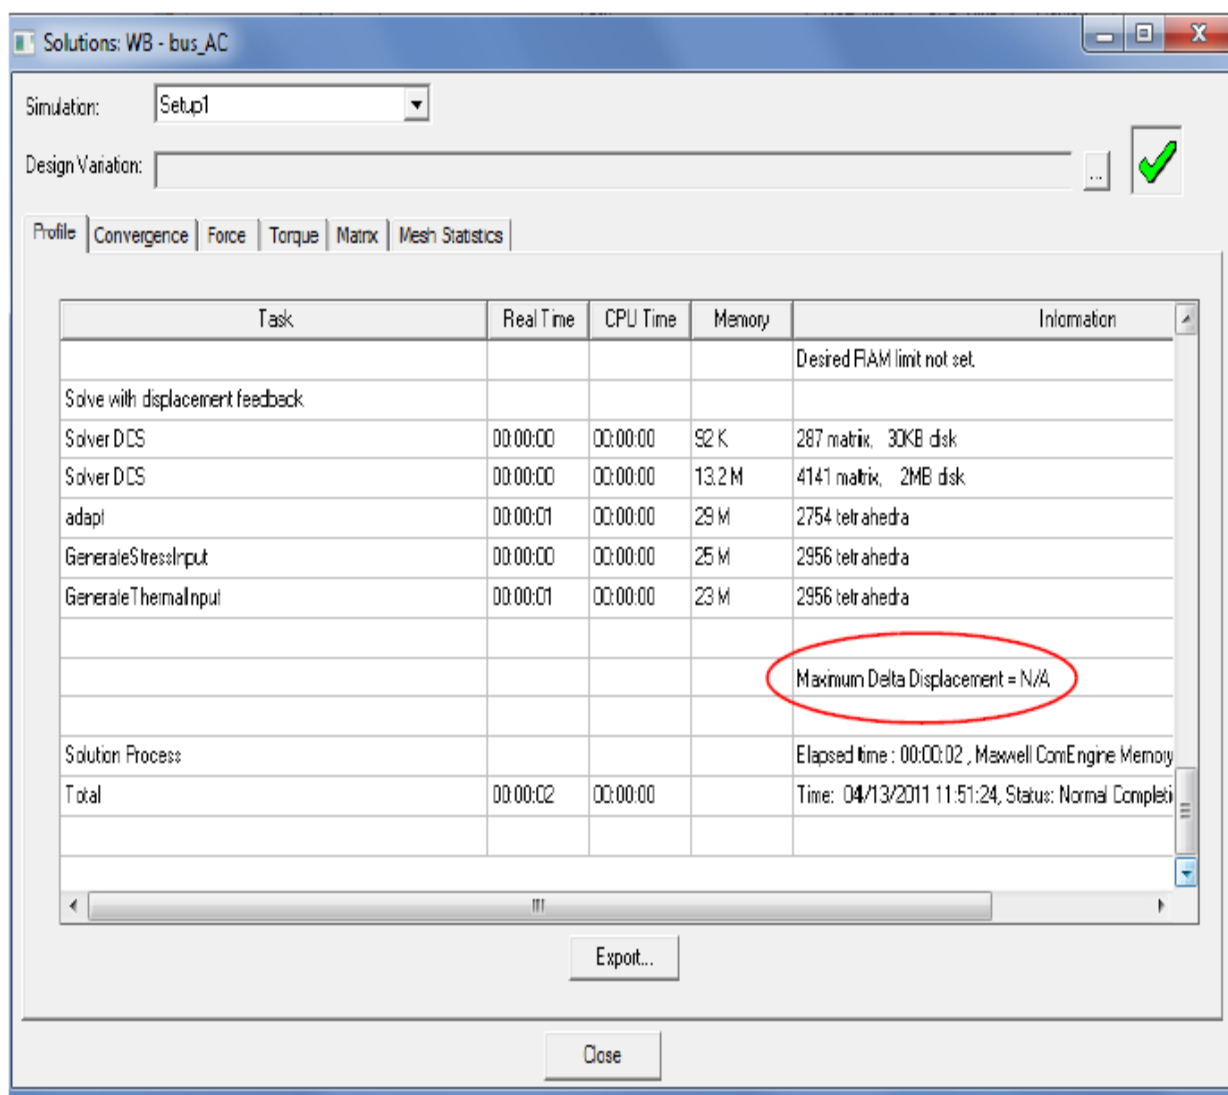 Solutions: WB - bus_AC
Simulation: Setup1
Design Variation: ...
Profile Convergence Force Torque Matrix Mesh Statistics
Task Real Time CPU Time Memory Information
Desired RAM limit not set.
Solve with displacement feedback
Solver DCS 00:00:00 00:00:00 92 K 287 matrix, 30KB disk
Solver DCS 00:00:00 00:00:00 13.2 M 4141 matrix, 2MB disk
adapt 00:00:01 00:00:00 29 M 2754 tetrahedra
GenerateStressInput 00:00:00 00:00:00 25 M 2956 tetrahedra
GenerateThermalInput 00:00:01 00:00:00 23 M 2956 tetrahedra
Maximum Delta Displacement = N/A
Solution Process Elapsed time : 00:00:02 , Maxwell ComEngine Memory
Total 00:00:02 00:00:00 Time: 04/13/2011 11:51:24, Status: Normal Completi
Export...
Close